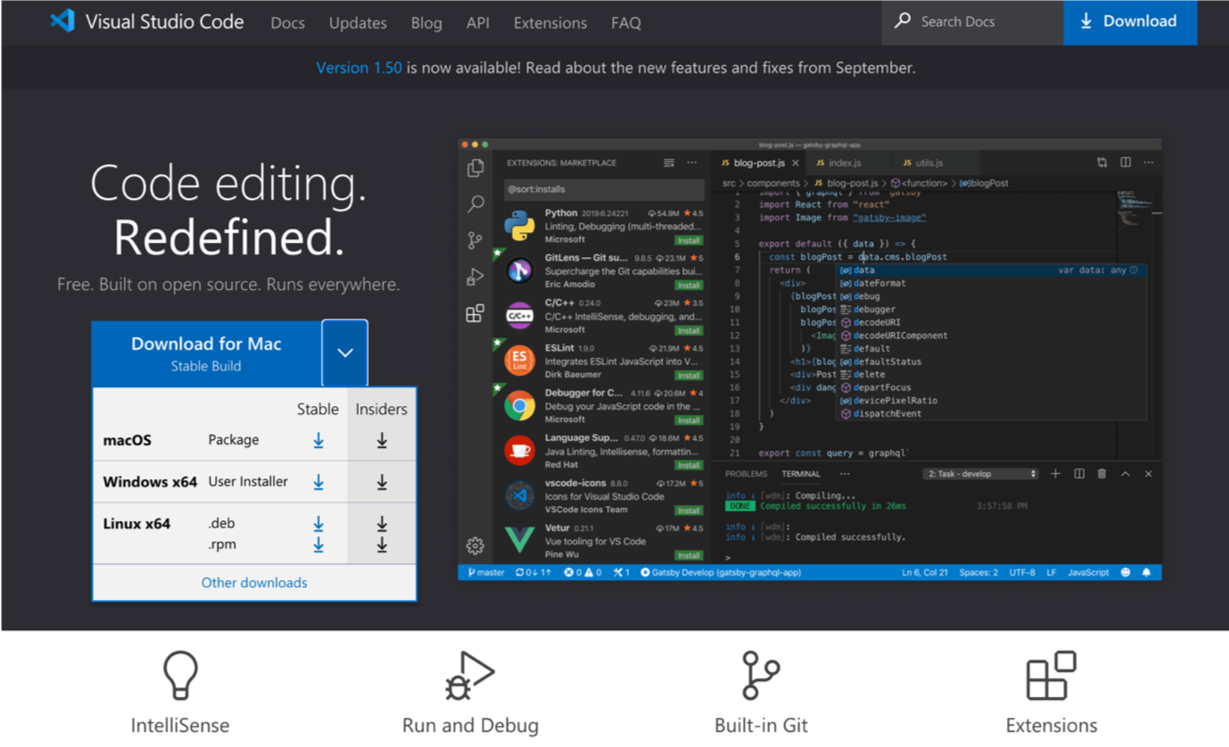 Visual Studio Code Docs Updates Blog API Extensions FAQ Search Docs Download
Version 1.50 is now available! Read about the new features and fixes from September.
Code editing.
Redefined.
Free. Built on open source. Runs everywhere.
Download for Mac
Stable Build
Stable Insiders
macOS Package
Windows x64 User Installer
Linux x64 .deb
.rpm
Other downloads
blog-post.js — gatsby-graphql-app
EXTENSIONS: MARKETPLACE
@sort:installs
Python 2019.6.24221 54.9M 4.5
Linting, Debugging (multi-threaded...
Microsoft Install
GitLens — Git su... 9.8.5 23.1M 5
Supercharge the Git capabilities bui...
Eric Amodio Install
C/C++ 0.24.0 23M 3.5
C/C++ IntelliSense, debugging, and...
Microsoft Install
ESLint 1.9.0 21.9M 4.5
Integrates ESLint JavaScript into V...
Dirk Baeumer Install
Debugger for C... 4.11.6 20.6M 4
Debug your JavaScript code in the ...
Microsoft Install
Language Sup... 0.47.0 18.6M 4.5
Java Linting, Intellisense, formattin...
Red Hat Install
vscode-icons 8.8.0 17.2M 5
Icons for Visual Studio Code
VSCode Icons Team Install
Vetur 0.21.1 17M 4.5
Vue tooling for VS Code
Pine Wu Install
JS blog-post.js JS index.js JS utils.js
src > components > JS blog-post.js > <function> > blogPost
1 import { graphql } from "gatsby"
2 import React from "react"
3 import Image from "gatsby-image"
4
5 export default ({ data }) => {
6 const blogPost = data.cms.blogPost
7 return (
8 <div>
9 {blogPost
10 blogPos
11 blogPos
12 <Imag
13 )}
14 <h1>{blog
15 <div>Post
16 <div dang
17 </div>
18 )
19 }
20
21 export const query = graphql`
data var data: any
dateFormat
debug
debugger
decodeURI
decodeURIComponent
default
defaultStatus
delete
departFocus
devicePixelRatio
dispatchEvent
PROBLEMS TERMINAL ... 2: Task - develop
info [wdm]: Compiling...
DONE Compiled successfully in 26ms 3:57:58 PM
info [wdm]:
info [wdm]: Compiled successfully.
>
master 0↓ 1↑ 0 0 1 Gatsby Develop (gatsby-graphql-app) Ln 6, Col 21 Spaces: 2 UTF-8 LF JavaScript
IntelliSense Run and Debug Built-in Git Extensions